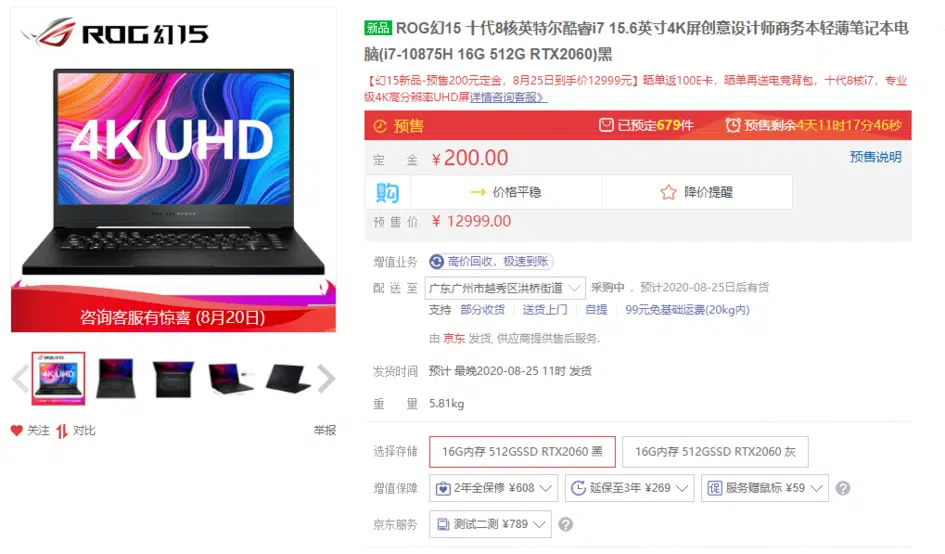 ROG幻15
4K UHD
咨询客服有惊喜 (8月20日)
关注 对比 举报
新品 ROG幻15 十代8核英特尔酷睿i7 15.6英寸4K屏创意设计师商务本轻薄笔记本电
脑(i7-10875H 16G 512G RTX2060)黑
【幻15新品-预售200元定金，8月25日到手价12999元】晒单返100E卡，晒单再送电竞背包，十代8核i7，专业
级4K高分辨率UHD屏详情咨询客服》
预售 已预定679件 预售剩余4天11时17分46秒
定 金 ￥200.00 预售说明
购 价格平稳 降价提醒
预 售 价 ￥ 12999.00
增值业务 高价回收，极速到账
配 送 至 广东广州市越秀区洪桥街道 采购中 ，预计2020-08-25日后有货
支持 部分收货 送货上门 自提 99元免基础运费(20kg内)
由 京东 发货, 供应商提供售后服务.
发货时间 预计 最晚2020-08-25 11时 发货
重 量 5.81kg
选择存储 16G内存 512GSSD RTX2060 黑 16G内存 512GSSD RTX2060 灰
增值保障 2年全保修 ¥608 延保至3年 ¥269 促 服务赠鼠标 ¥59 ?
京东服务 测试二测 ¥789 ?